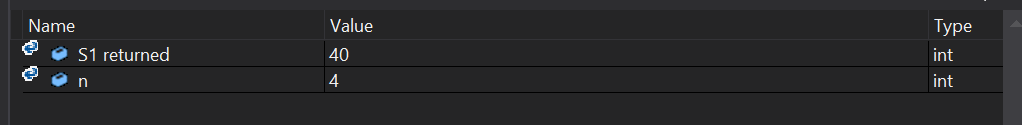 Name Value Type
S1 returned 40 int
n 4 int